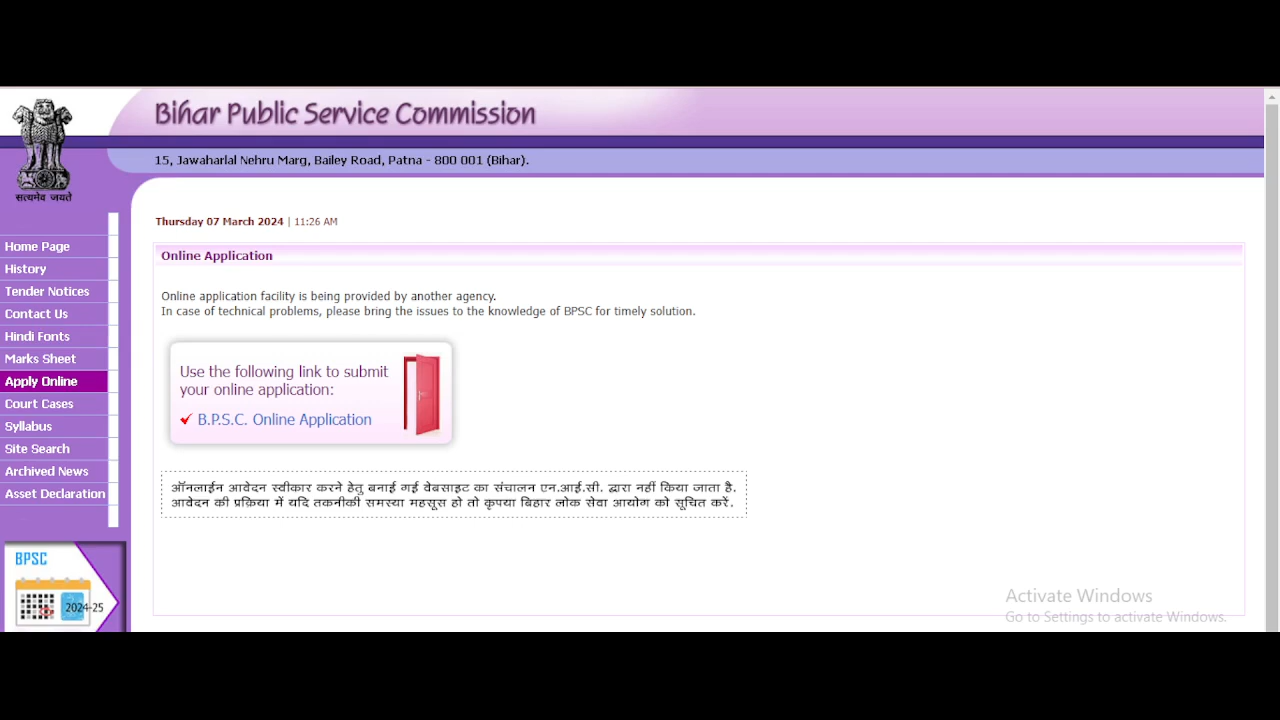 Bihar Public Service Commission
15, Jawaharlal Nehru Marg, Bailey Road, Patna - 800 001 (Bihar).
सत्यमेव जयते
Thursday 07 March 2024 | 11:26 AM
Home Page
History
Tender Notices
Contact Us
Hindi Fonts
Marks Sheet
Apply Online
Court Cases
Syllabus
Site Search
Archived News
Asset Declaration
BPSC
2024-25
Online Application
Online application facility is being provided by another agency.
In case of technical problems, please bring the issues to the knowledge of BPSC for timely solution.
Use the following link to submit
your online application:
B.P.S.C. Online Application
ऑनलाईन आवेदन स्वीकार करने हेतु बनाई गई वेबसाइट का संचालन एन.आई.सी. द्वारा नहीं किया जाता है.
आवेदन की प्रक्रिया में यदि तकनीकी समस्या महसूस हो तो कृपया बिहार लोक सेवा आयोग को सूचित करें.
Activate Windows
Go to Settings to activate Windows.